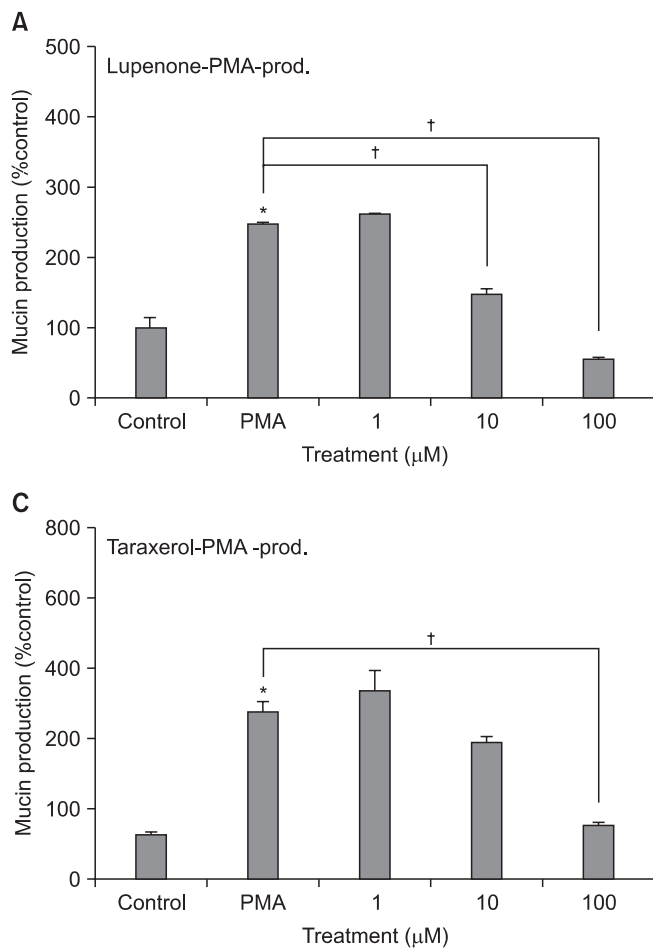 A
500
Lupenone-PMA-prod.
400
†
†
300
*
200
100
0
Mucin production (%control)
Control PMA 1 10 100
Treatment (μM)
C
800
Taraxerol-PMA -prod.
600
†
400
*
200
100
0
Mucin production (%control)
Control PMA 1 10 100
Treatment (μM)